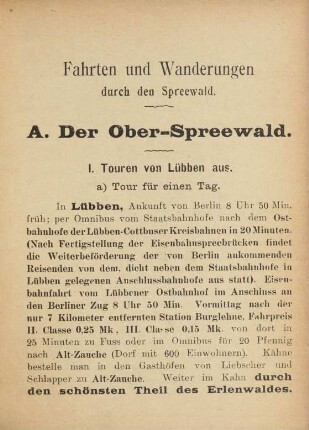 Fahrten und Wanderungen
durch den Spreewald.
A. Der Ober-Spreewald.
I. Touren von Lübben aus.
a) Tour für einen Tag.
In Lübben, Ankunft von Berlin 8 Uhr 50 Min.
früh; per Omnibus vom Staatsbahnhofe nach dem Ost-
bahnhofe der Lübben-Cottbuser Kreisbahnen in 20 Minuten.
(Nach Fertigstellung der Eisenbahnspreebrücken findet
die Weiterbeförderung der von Berlin ankommenden
Reisenden von dem, dicht neben dem Staatsbahnhofe in
Lübben gelegenen Anschlussbahnhofe aus statt). Eisen-
bahnfahrt vom Lübbener Ostbahnhof im Anschluss an
den Berliner Zug 8 Uhr 50 Min. Vormittag nach der
nur 7 Kilometer entfernten Station Burglehne, Fahrpreis
II. Classe 0,25 Mk, III. Classe 0,15 Mk. von dort in
25 Minuten zu Fuss oder im Omnibus für 20 Pfennig
nach Alt-Zauche (Dorf mit 600 Einwohnern). Kähne
bestelle man in den Gasthöfen von Liebscher und
Schlapper zu Alt-Zauche. Weiter im Kahn durch
den schönsten Theil des Erlenwaldes.